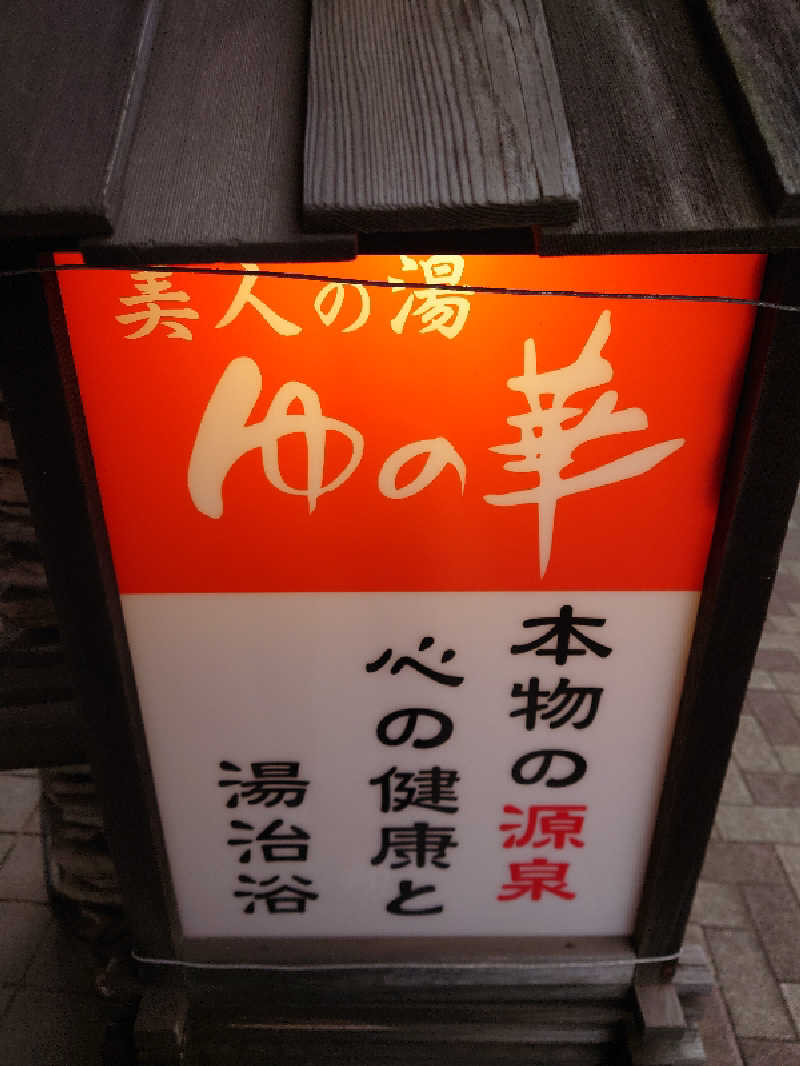 美人の湯
ゆの華
本物の源泉
心の健康と
湯治浴